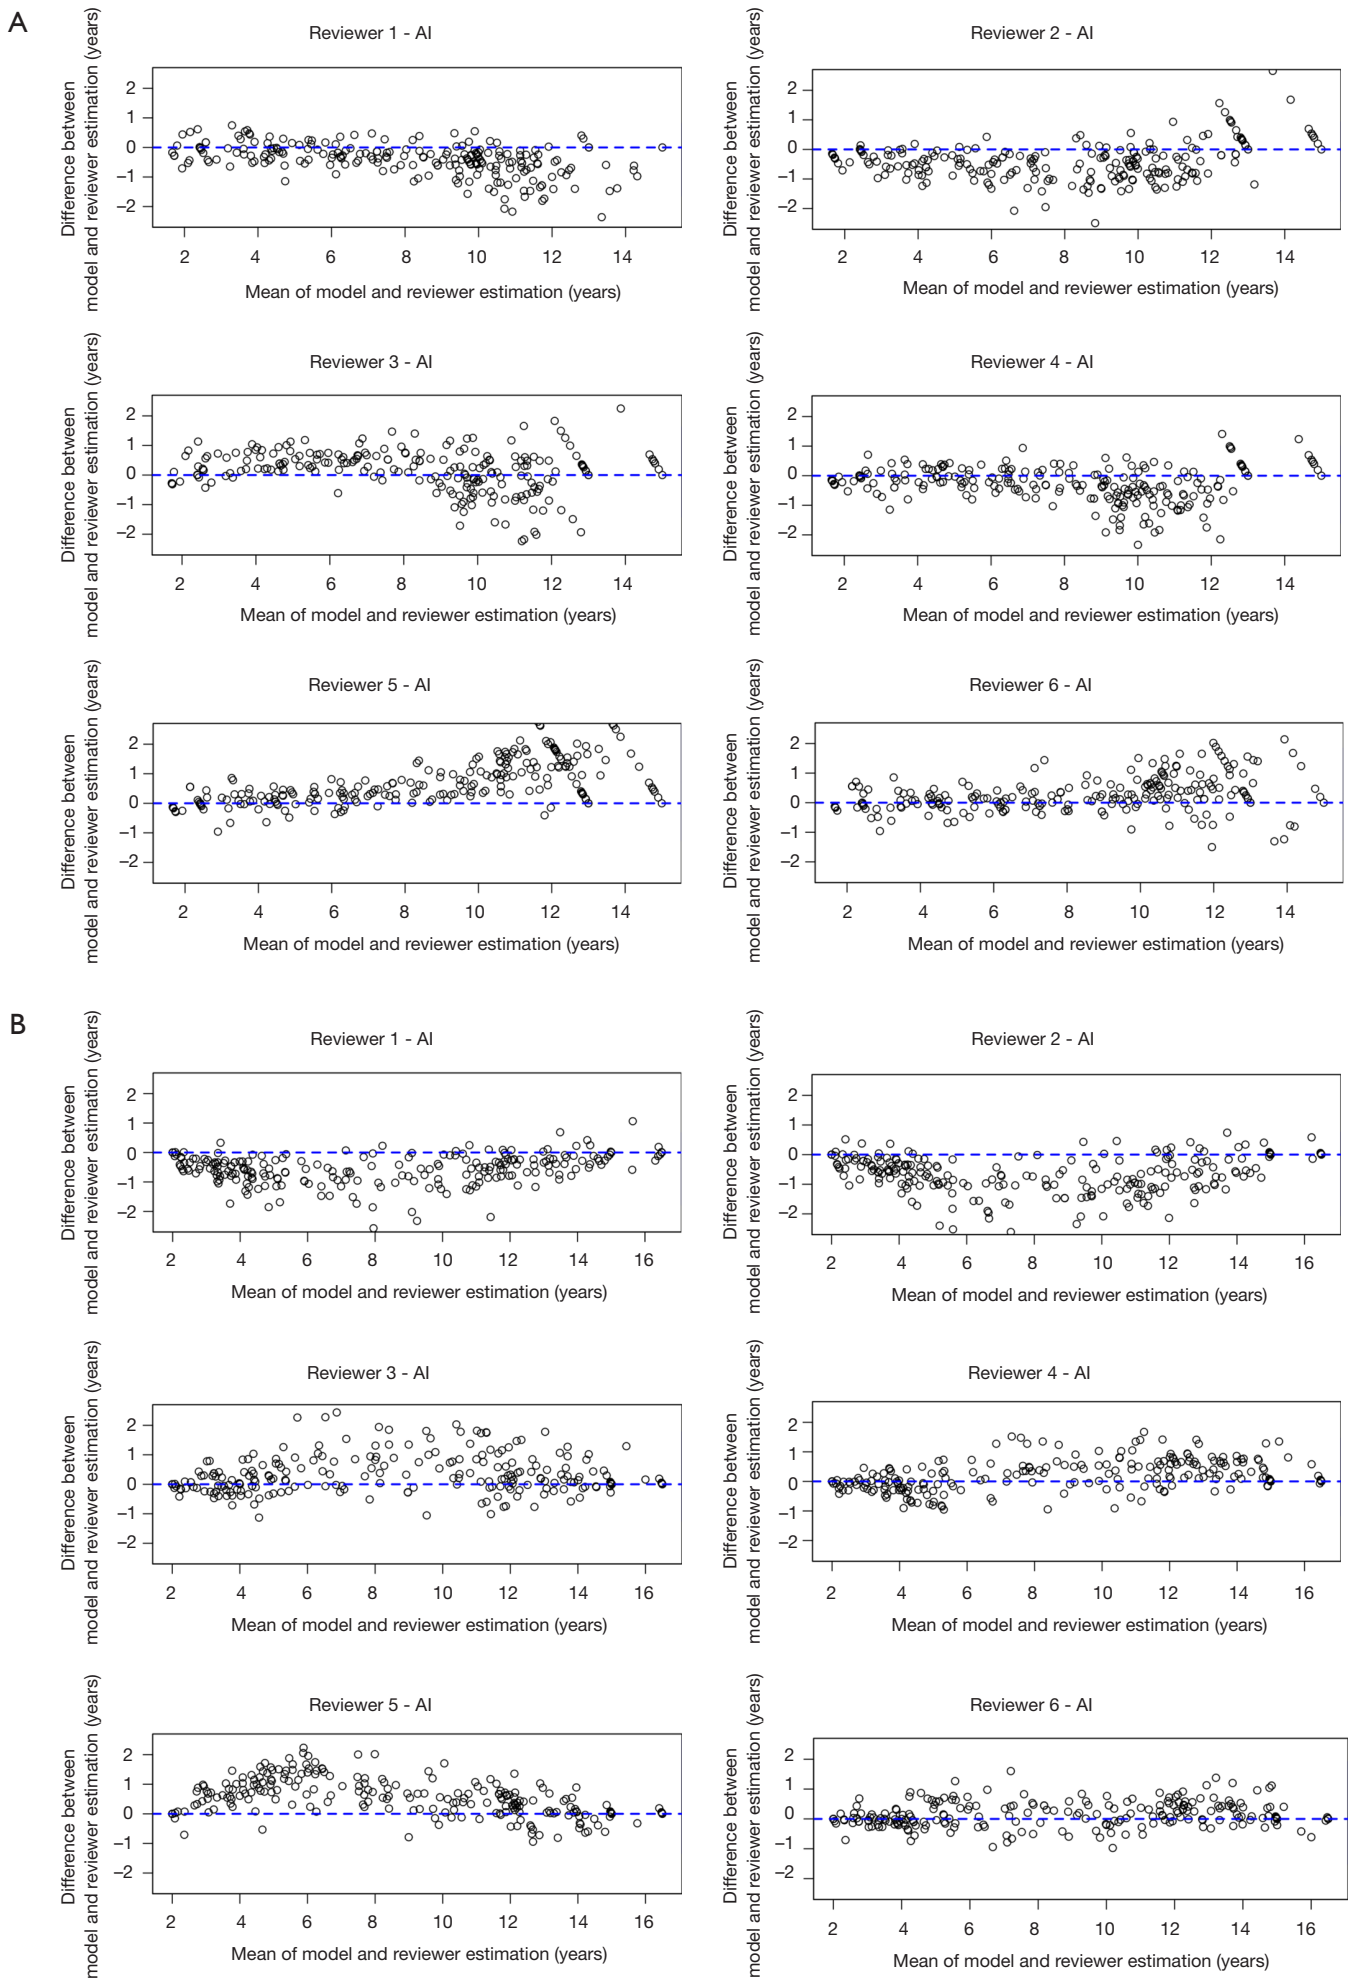 A
Reviewer 1 - AI
Difference between
model and reviewer estimation (years)
2
1
0
−1
−2
2 4 6 8 10 12 14
Mean of model and reviewer estimation (years)
Reviewer 2 - AI
Difference between
model and reviewer estimation (years)
2
1
0
−1
−2
2 4 6 8 10 12 14
Mean of model and reviewer estimation (years)
Reviewer 3 - AI
Difference between
model and reviewer estimation (years)
2
1
0
−1
−2
2 4 6 8 10 12 14
Mean of model and reviewer estimation (years)
Reviewer 4 - AI
Difference between
model and reviewer estimation (years)
2
1
0
−1
−2
2 4 6 8 10 12 14
Mean of model and reviewer estimation (years)
Reviewer 5 - AI
Difference between
model and reviewer estimation (years)
2
1
0
−1
−2
2 4 6 8 10 12 14
Mean of model and reviewer estimation (years)
Reviewer 6 - AI
Difference between
model and reviewer estimation (years)
2
1
0
−1
−2
2 4 6 8 10 12 14
Mean of model and reviewer estimation (years)
B
Reviewer 1 - AI
Difference between
model and reviewer estimation (years)
2
1
0
−1
−2
2 4 6 8 10 12 14 16
Mean of model and reviewer estimation (years)
Reviewer 2 - AI
Difference between
model and reviewer estimation (years)
2
1
0
−1
−2
2 4 6 8 10 12 14 16
Mean of model and reviewer estimation (years)
Reviewer 3 - AI
Difference between
model and reviewer estimation (years)
2
1
0
−1
−2
2 4 6 8 10 12 14 16
Mean of model and reviewer estimation (years)
Reviewer 4 - AI
Difference between
model and reviewer estimation (years)
2
1
0
−1
−2
2 4 6 8 10 12 14 16
Mean of model and reviewer estimation (years)
Reviewer 5 - AI
Difference between
model and reviewer estimation (years)
2
1
0
−1
−2
2 4 6 8 10 12 14 16
Mean of model and reviewer estimation (years)
Reviewer 6 - AI
Difference between
model and reviewer estimation (years)
2
1
0
−1
−2
2 4 6 8 10 12 14 16
Mean of model and reviewer estimation (years)